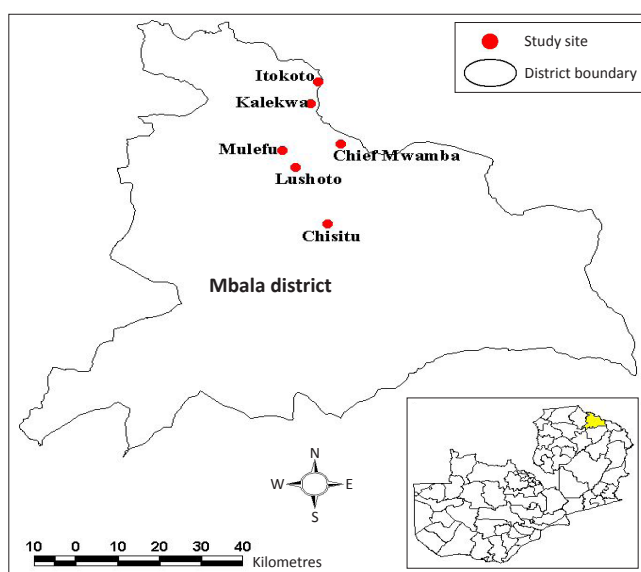 Study site
District boundary
Itokoto
Kalekwa
Mulefu
Chief Mwamba
Lushoto
Chisitu
Mbala district
N
W E
S
10 0 10 20 30 40 Kilometres